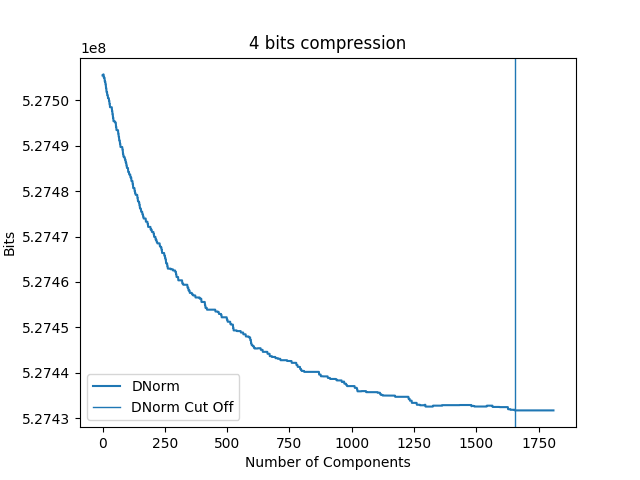 4 bits compression
1e8
5.2750
5.2749
5.2748
5.2747
5.2746
5.2745
5.2744
5.2743
Bits
DNorm
DNorm Cut Off
0 250 500 750 1000 1250 1500 1750
Number of Components